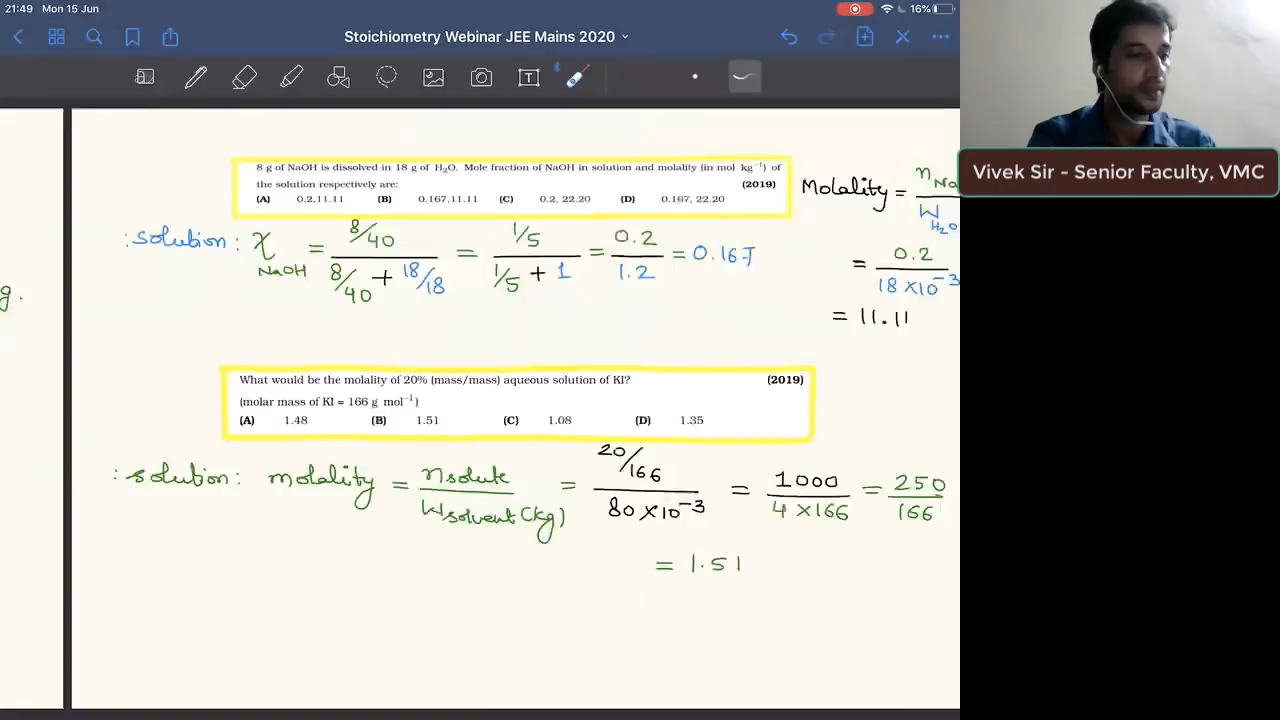 21:49 Mon 15 Jun
16%
Stoichiometry Webinar JEE Mains 2020
T
8 g of NaOH is dissolved in 18 g of H₂O. Mole fraction of NaOH in solution and molality (in mol kg⁻¹) of
the solution respectively are: (2019)
(A) 0.2,11.11 (B) 0.167,11.11 (C) 0.2, 22.20 (D) 0.167, 22.20
Molality = nNa / W H₂O
= 0.2 / 18×10⁻³
= 11.11
:solution: χ NaOH = 8/40 / 8/40 + 18/18 = 1/5 / 1/5 + 1 = 0.2 / 1.2 = 0.167
g.
What would be the molality of 20% (mass/mass) aqueous solution of KI? (2019)
(molar mass of KI = 166 g mol⁻¹)
(A) 1.48 (B) 1.51 (C) 1.08 (D) 1.35
:solution: molality = nsolute / Wsolvent(kg) = 20/166 / 80×10⁻³ = 1000 / 4×166 = 250 / 166
= 1.51
Vivek Sir - Senior Faculty, VMC